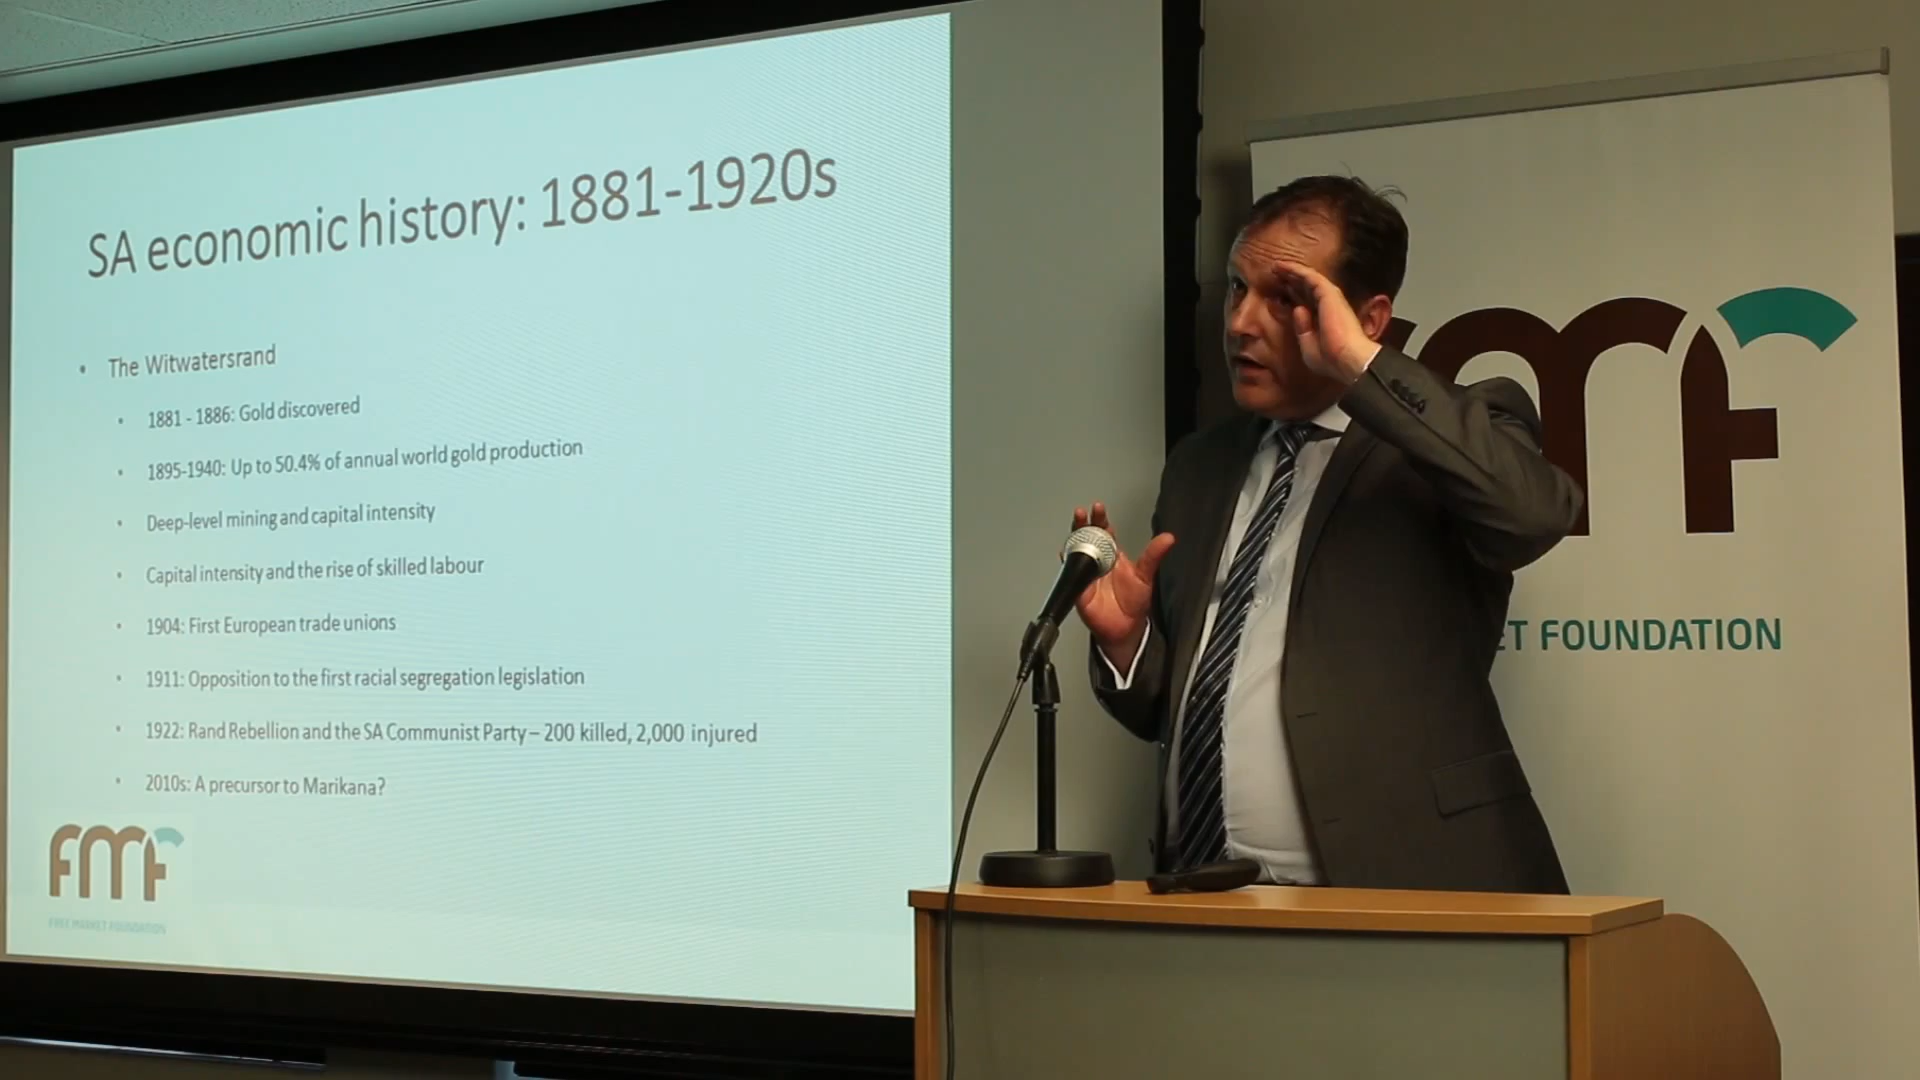 SA economic history: 1881-1920s
• The Witwatersrand
• 1881 - 1886: Gold discovered
• 1895-1940: Up to 50.4% of annual world gold production
• Deep-level mining and capital intensity
• Capital intensity and the rise of skilled labour
• 1904: First European trade unions
• 1911: Opposition to the first racial segregation legislation
• 1922: Rand Rebellion and the SA Communist Party – 200 killed, 2,000 injured
• 2010s: A precursor to Marikana?
FMF
FREE MARKET FOUNDATION
FMF
ET FOUNDATION